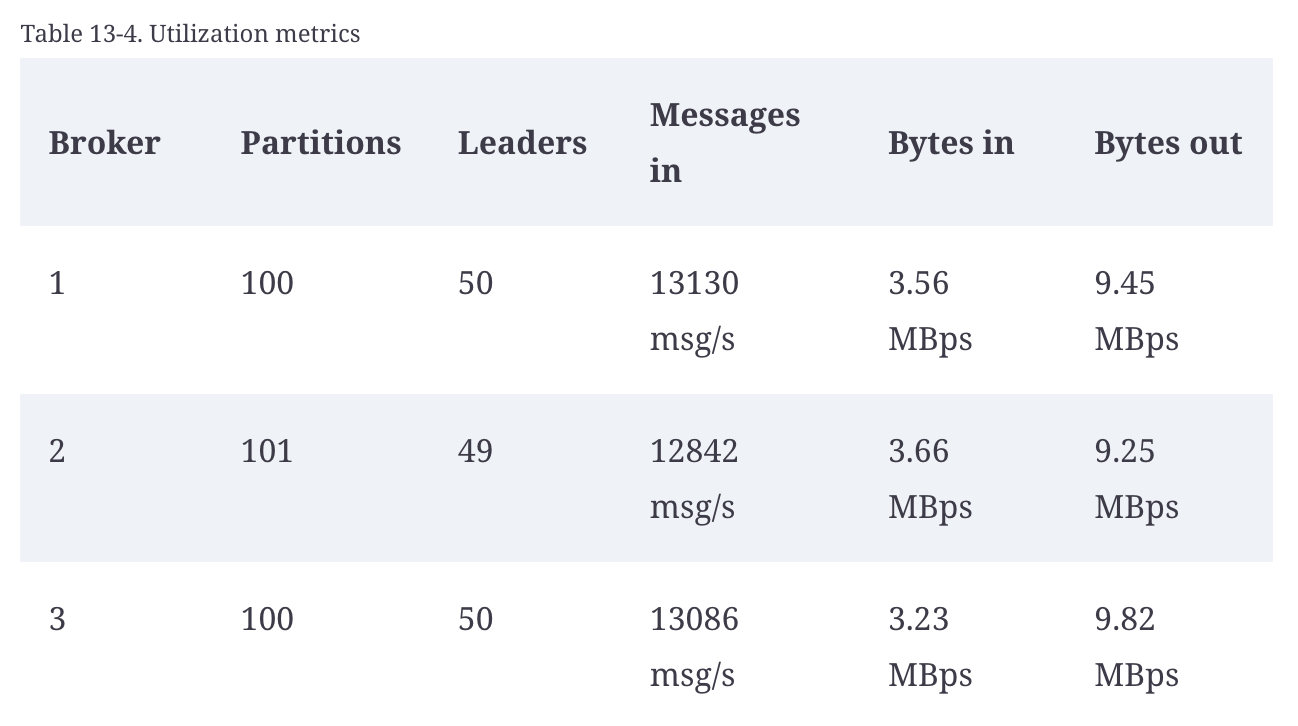 Table 13-4. Utilization metrics
Broker Partitions Leaders Messages in Bytes in Bytes out
1 100 50 13130 msg/s 3.56 MBps 9.45 MBps
2 101 49 12842 msg/s 3.66 MBps 9.25 MBps
3 100 50 13086 msg/s 3.23 MBps 9.82 MBps